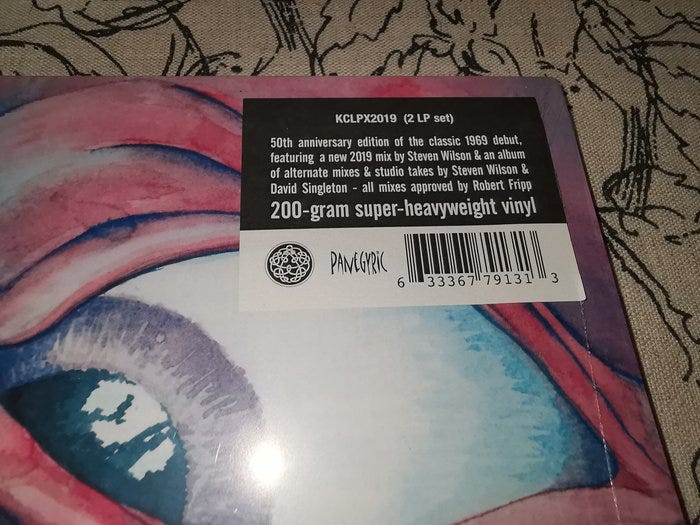 KCLPX2019 (2 LP set)
50th anniversary edition of the classic 1969 debut,
featuring a new 2019 mix by Steven Wilson & an album
of alternate mixes & studio takes by Steven Wilson &
David Singleton - all mixes approved by Robert Fripp
200-gram super-heavyweight vinyl
PANEGYRIC
6 33367 79131 3